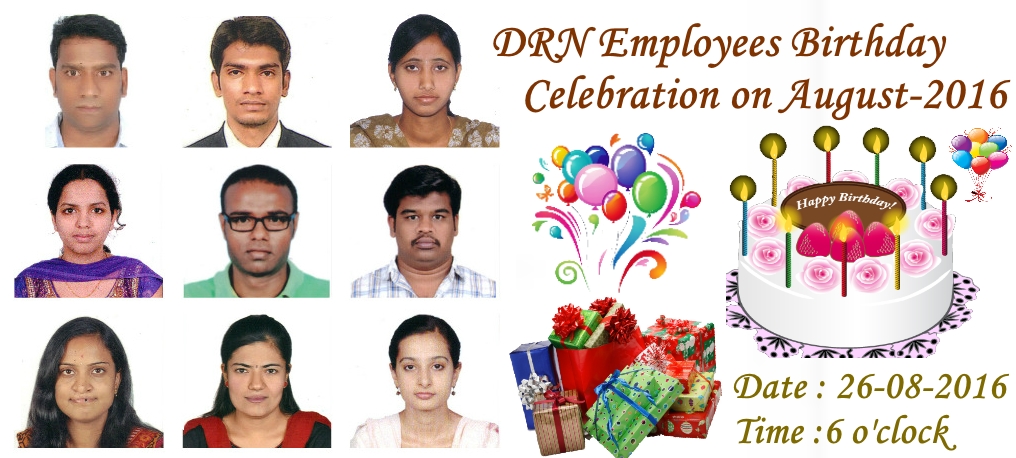 DRN Employees Birthday
Celebration on August-2016
Happy Birthday!
Date : 26-08-2016
Time :6 o'clock